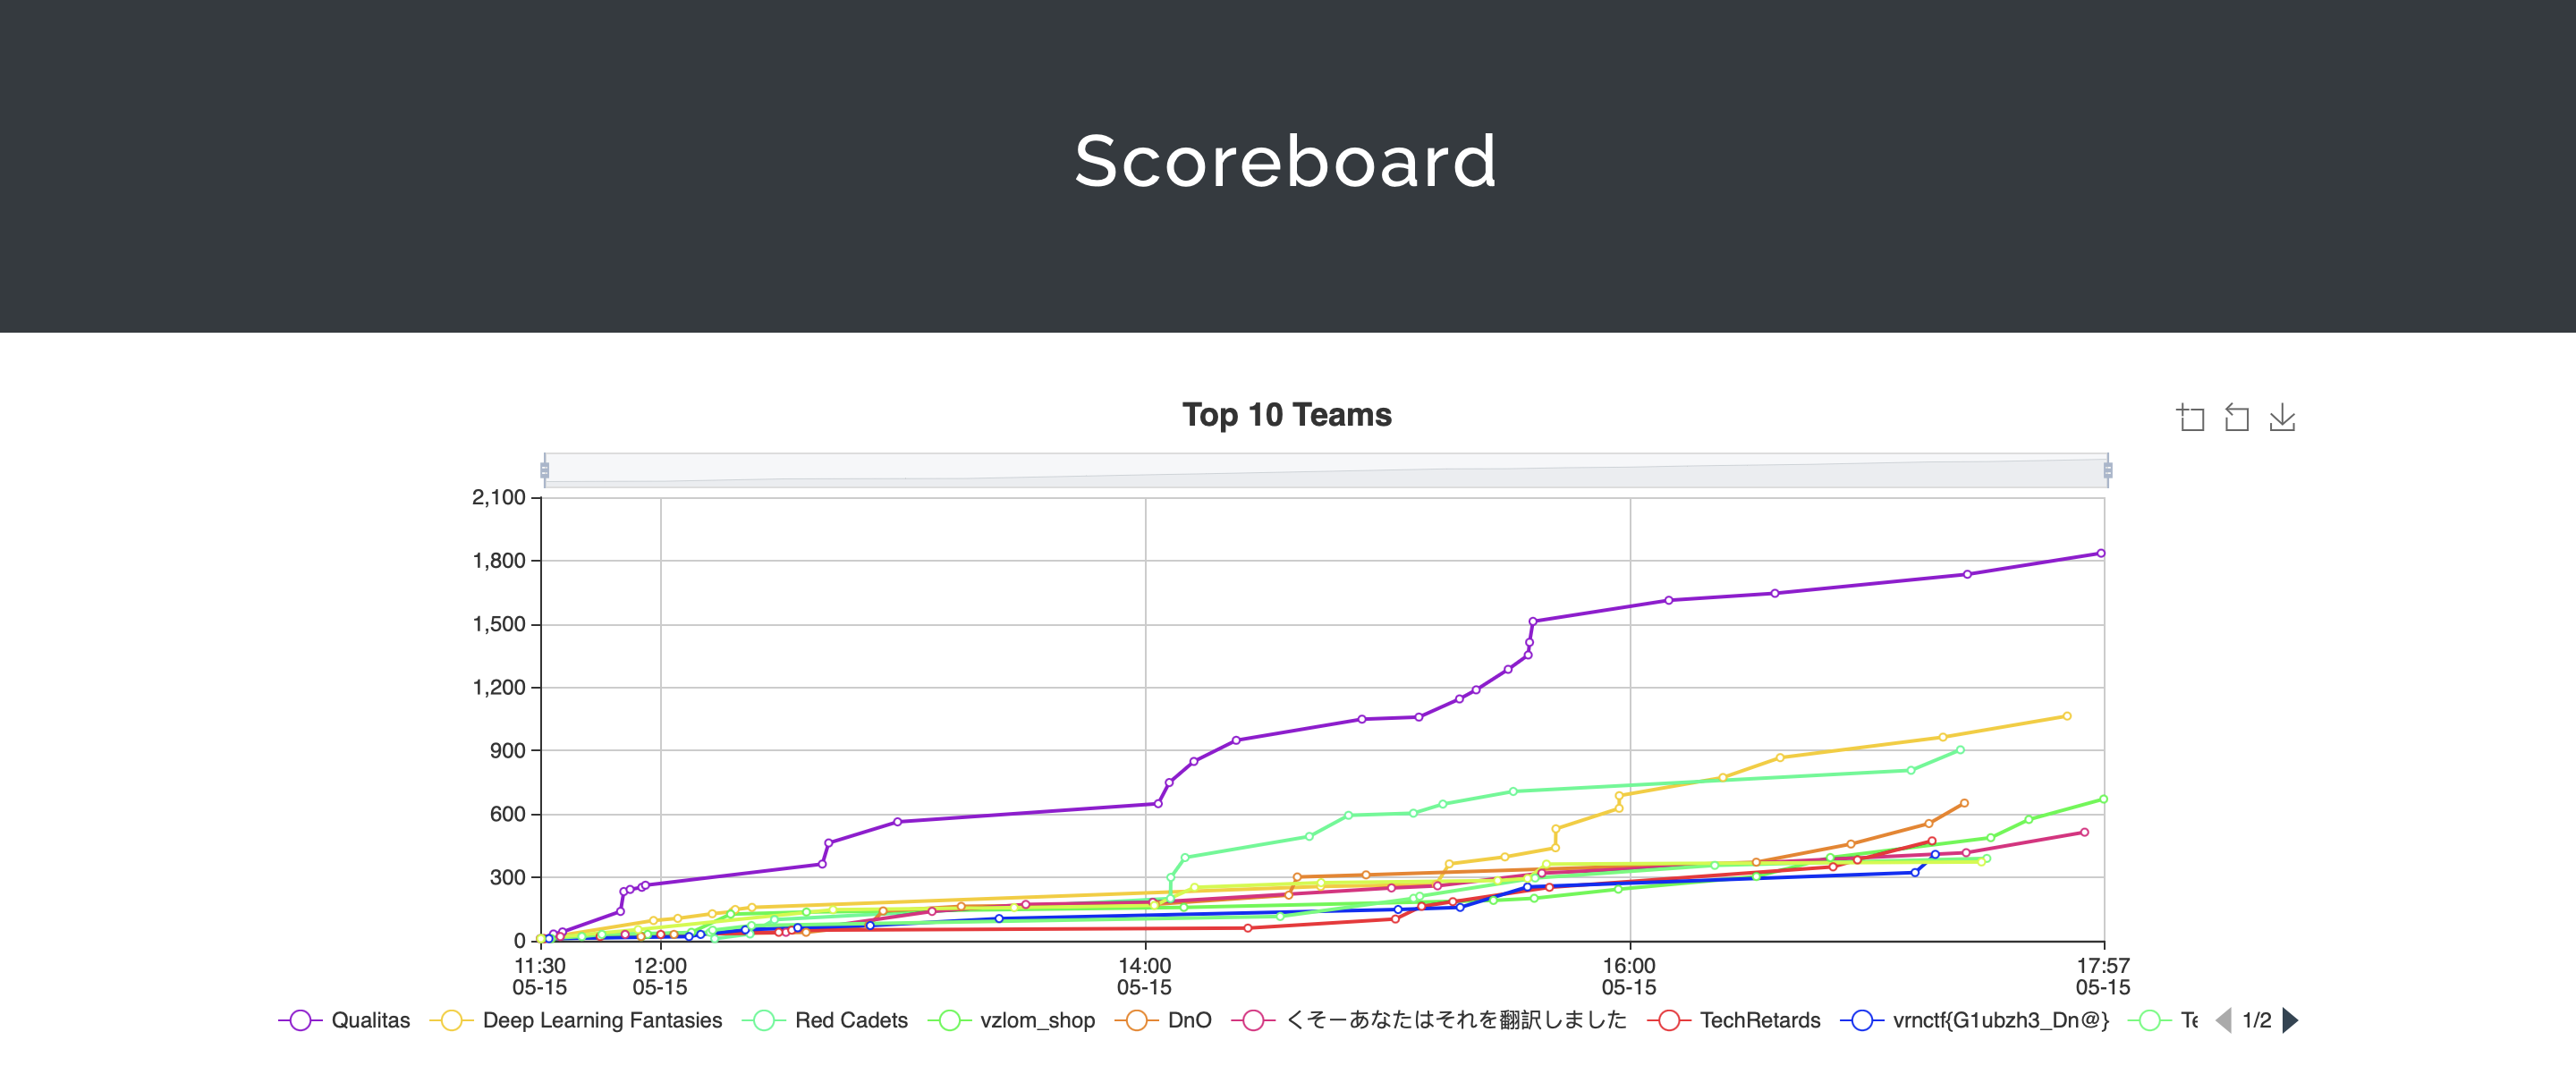 Scoreboard
Top 10 Teams
2,100
1,800
1,500
1,200
900
600
300
0
11:30 12:00 14:00 16:00 17:57
05-15 05-15 05-15 05-15 05-15
Qualitas Deep Learning Fantasies Red Cadets vzlom_shop DnO くそーあなたはそれを翻訳しました TechRetards vrnctf{G1ubzh3_Dn@} 1/2